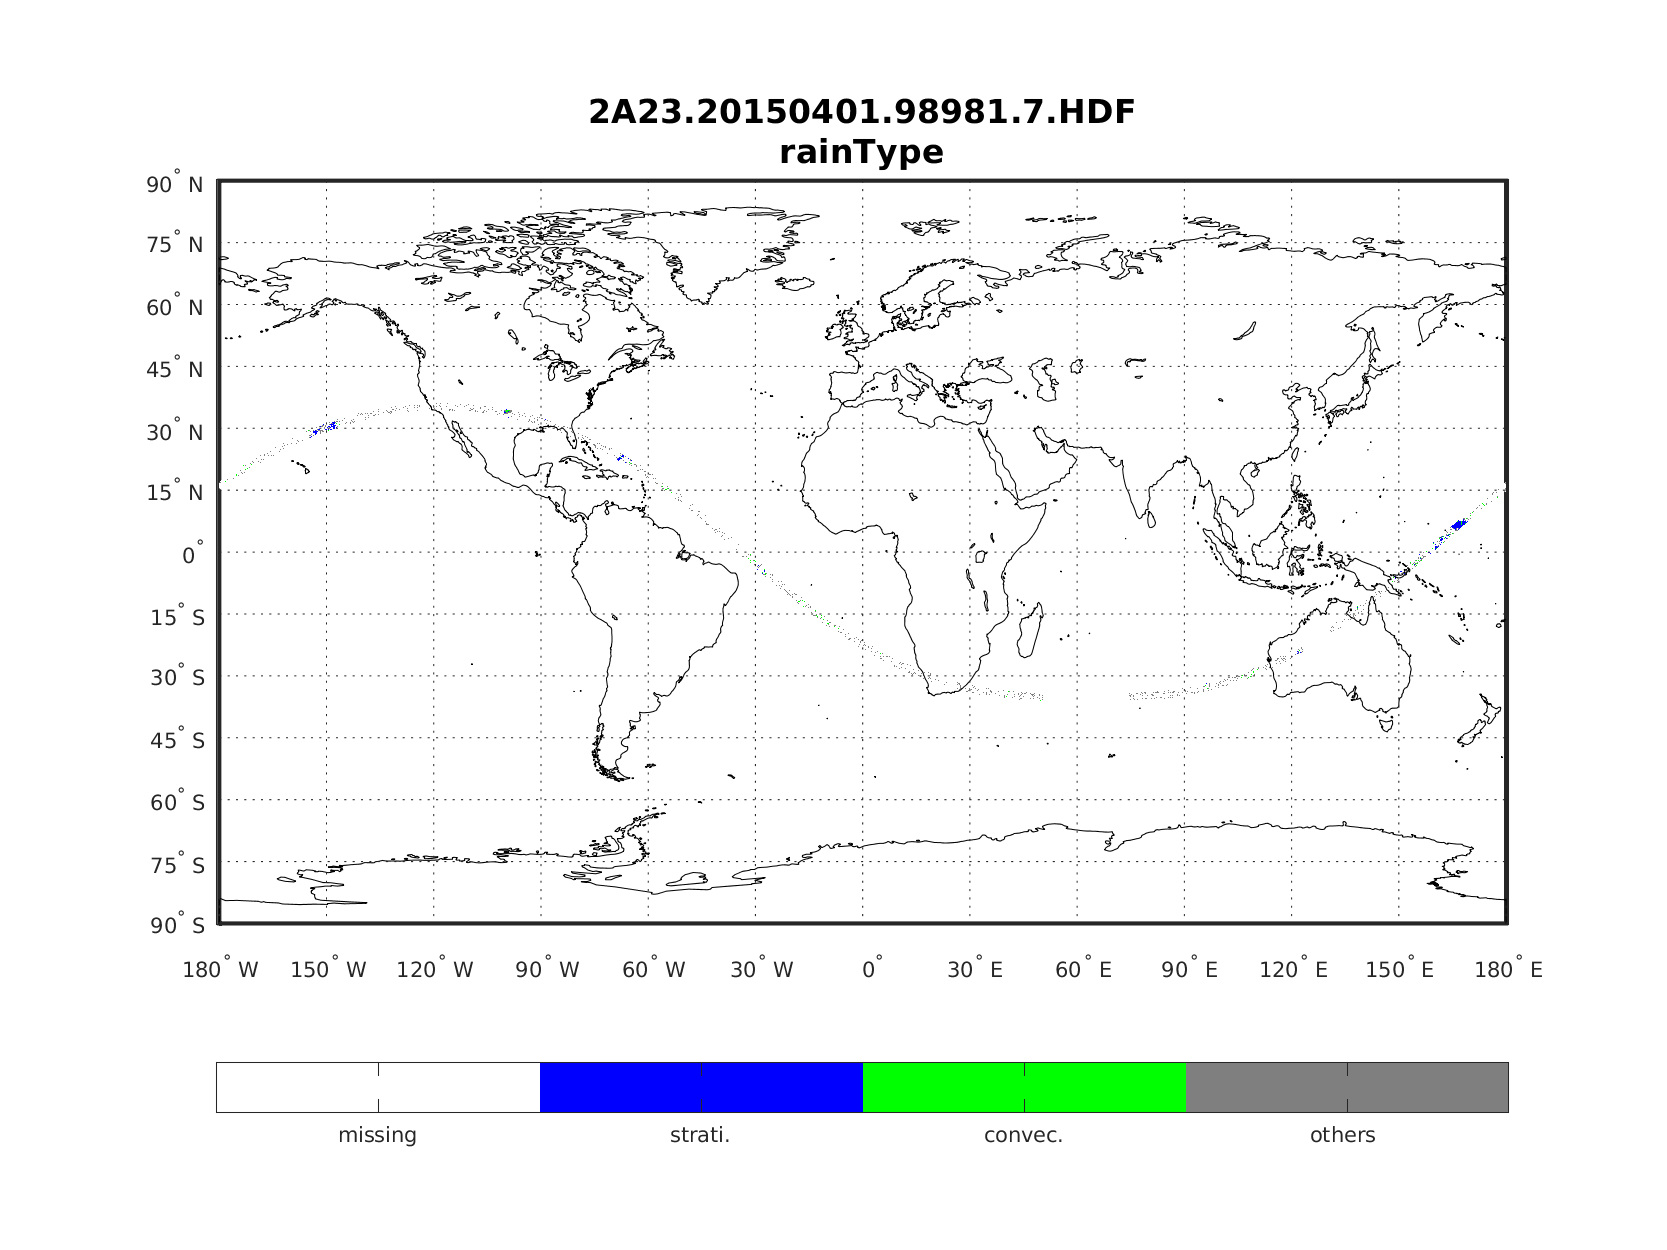 2A23.20150401.98981.7.HDF
rainType
90° N
75° N
60° N
45° N
30° N
15° N
0°
15° S
30° S
45° S
60° S
75° S
90° S
180° W 150° W 120° W 90° W 60° W 30° W 0° 30° E 60° E 90° E 120° E 150° E 180° E
missing strati. convec. others